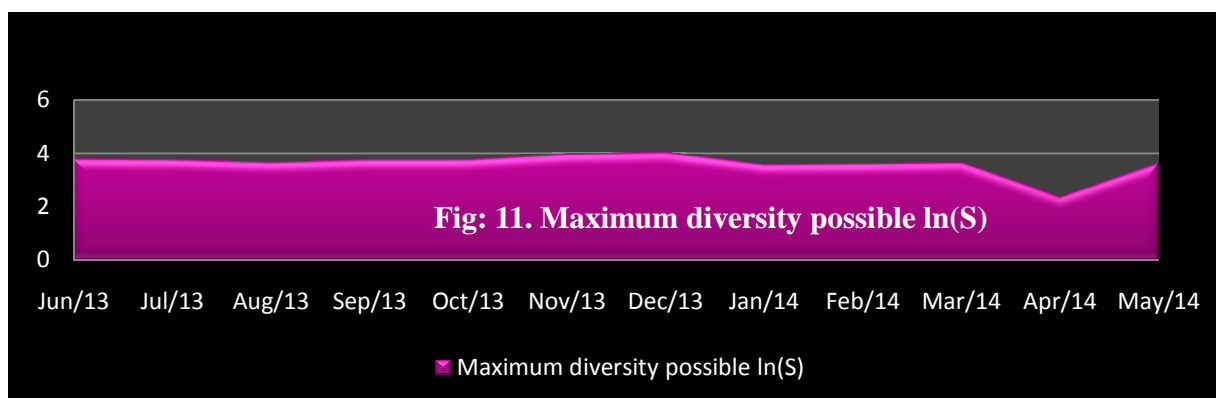 6
4
2
0
Fig: 11. Maximum diversity possible ln(S)
Jun/13 Jul/13 Aug/13 Sep/13 Oct/13 Nov/13 Dec/13 Jan/14 Feb/14 Mar/14 Apr/14 May/14
Maximum diversity possible ln(S)